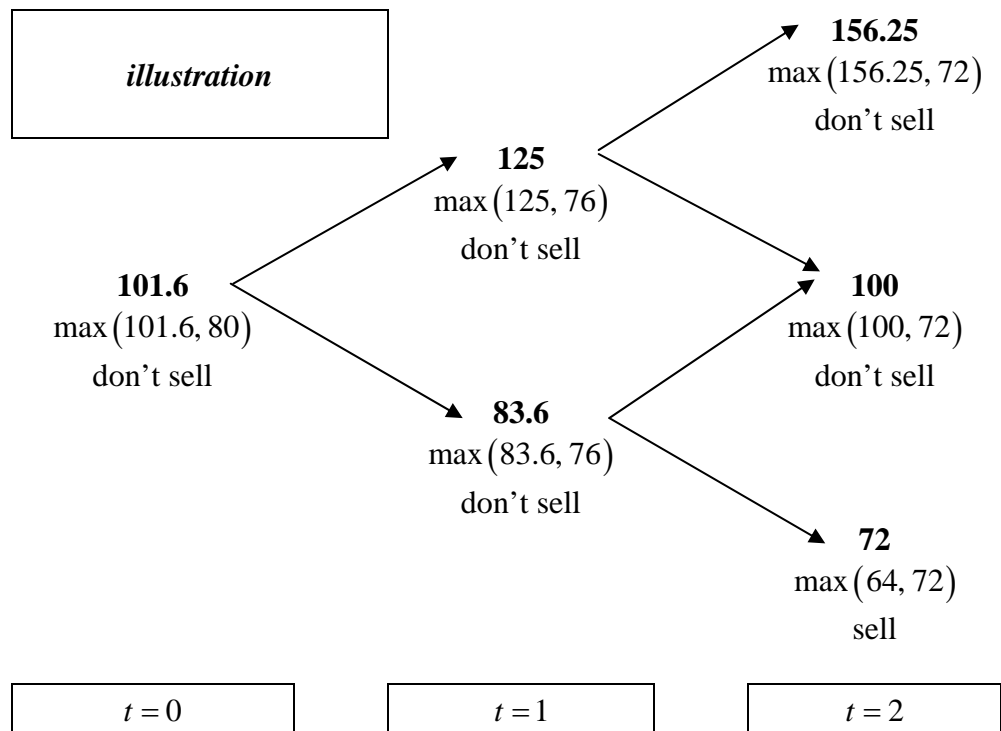 illustration
156.25
max(156.25, 72)
don't sell
125
max(125, 76)
don't sell
101.6
max(101.6, 80)
don't sell
100
max(100, 72)
don't sell
83.6
max(83.6, 76)
don't sell
72
max(64, 72)
sell
t = 0
t = 1
t = 2